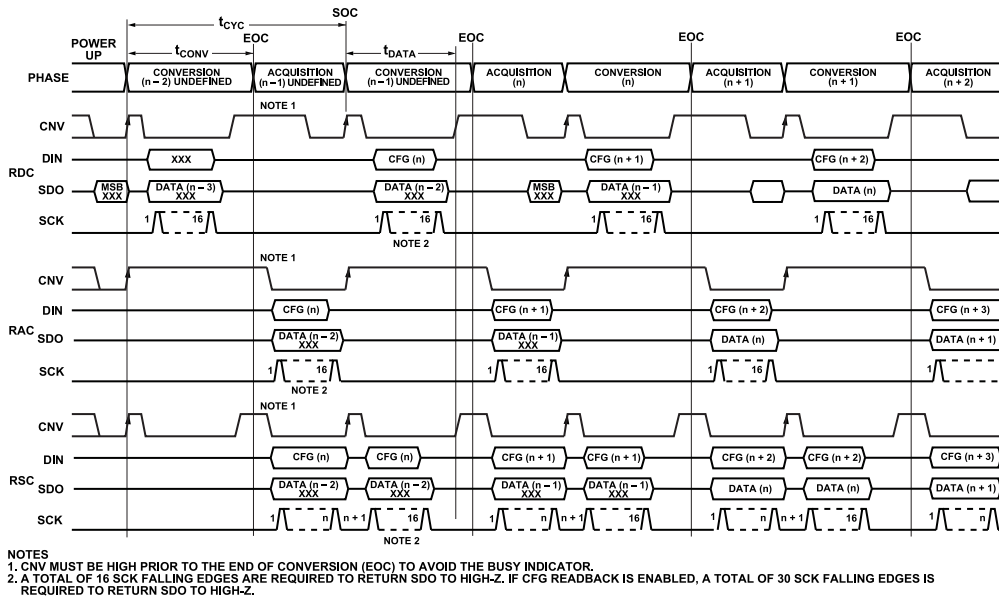 SOC
tCYC
POWER UP
EOC
EOC
EOC
EOC
tCONV
tDATA
PHASE
CONVERSION (n – 2) UNDEFINED
ACQUISITION (n – 1) UNDEFINED
CONVERSION (n – 1) UNDEFINED
ACQUISITION (n)
CONVERSION (n)
ACQUISITION (n + 1)
CONVERSION (n + 1)
ACQUISITION (n + 2)
NOTE 1
CNV
DIN
XXX
CFG (n)
CFG (n + 1)
CFG (n + 2)
RDC
SDO
MSB XXX
DATA (n – 3) XXX
DATA (n – 2) XXX
MSB XXX
DATA (n – 1) XXX
DATA (n)
SCK
1 16
1 16
1 16
1 16
NOTE 2
NOTE 1
CNV
DIN
CFG (n)
CFG (n + 1)
CFG (n + 2)
CFG (n + 3)
RAC
SDO
DATA (n – 2) XXX
DATA (n – 1) XXX
DATA (n)
DATA (n + 1)
SCK
1 16
1 16
1 16
1
NOTE 2
NOTE 1
CNV
DIN
CFG (n)
CFG (n)
CFG (n + 1)
CFG (n + 1)
CFG (n + 2)
CFG (n + 2)
CFG (n + 3)
RSC
SDO
DATA (n – 2) XXX
DATA (n – 2) XXX
DATA (n – 1) XXX
DATA (n – 1) XXX
DATA (n)
DATA (n)
DATA (n + 1)
SCK
1 n n + 1 16
1 n n + 1 16
1 n n + 1 16
1 n
NOTE 2
NOTES
1. CNV MUST BE HIGH PRIOR TO THE END OF CONVERSION (EOC) TO AVOID THE BUSY INDICATOR.
2. A TOTAL OF 16 SCK FALLING EDGES ARE REQUIRED TO RETURN SDO TO HIGH-Z. IF CFG READBACK IS ENABLED, A TOTAL OF 30 SCK FALLING EDGES IS
REQUIRED TO RETURN SDO TO HIGH-Z.